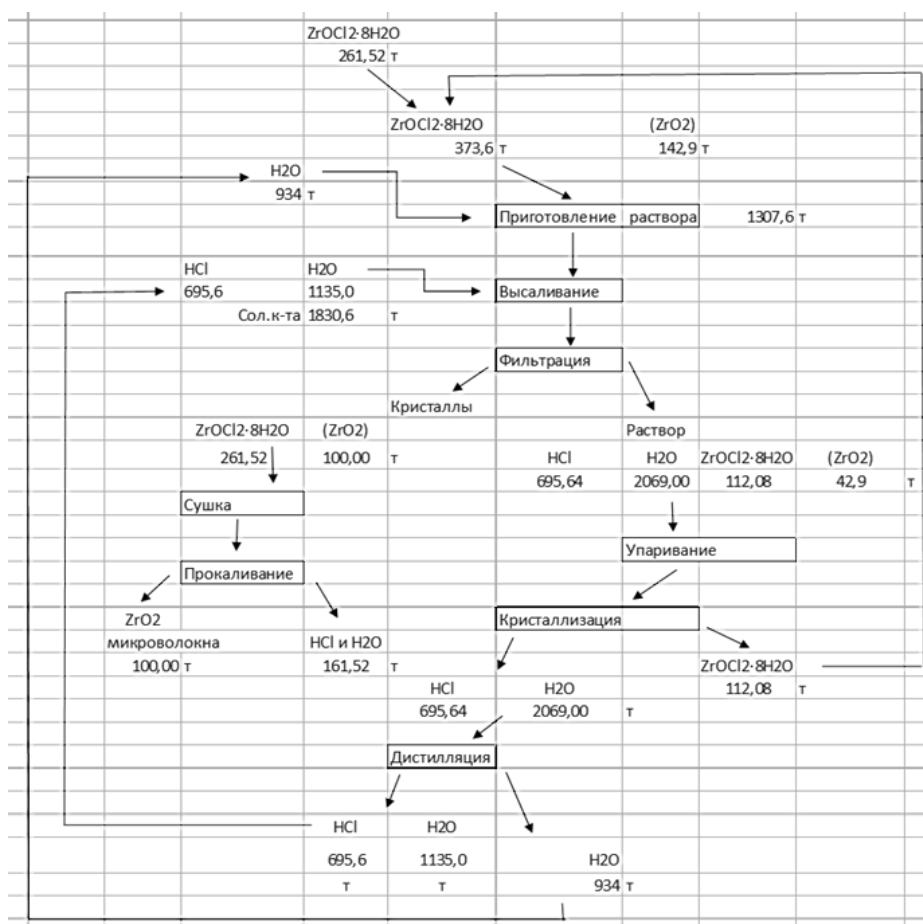 ZrOCl2·8H2O
261,52 т
ZrOCl2·8H2O (ZrO2)
373,6 т 142,9 т
H2O
934 т
Приготовление раствора 1307,6 т
HCl H2O
695,6 1135,0 Высаливание
Сол.к-та 1830,6 т
Фильтрация
Кристаллы
ZrOCl2·8H2O (ZrO2) Раствор
261,52 100,00 т HCl H2O ZrOCl2·8H2O (ZrO2)
695,64 2069,00 112,08 42,9 т
Сушка
Упаривание
Прокаливание
ZrO2 Кристаллизация
микроволокна HCl и H2O
100,00 т 161,52 т ZrOCl2·8H2O
HCl H2O 112,08 т
695,64 2069,00 т
Дистилляция
HCl H2O
695,6 1135,0 H2O
т т 934 т